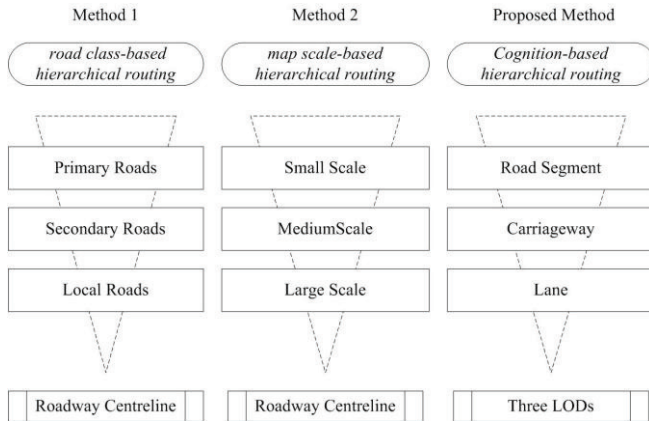 Method 1
road class-based
hierarchical routing
Primary Roads
Secondary Roads
Local Roads
Roadway Centreline
Method 2
map scale-based
hierarchical routing
Small Scale
MediumScale
Large Scale
Roadway Centreline
Proposed Method
Cognition-based
hierarchical routing
Road Segment
Carriageway
Lane
Three LODs